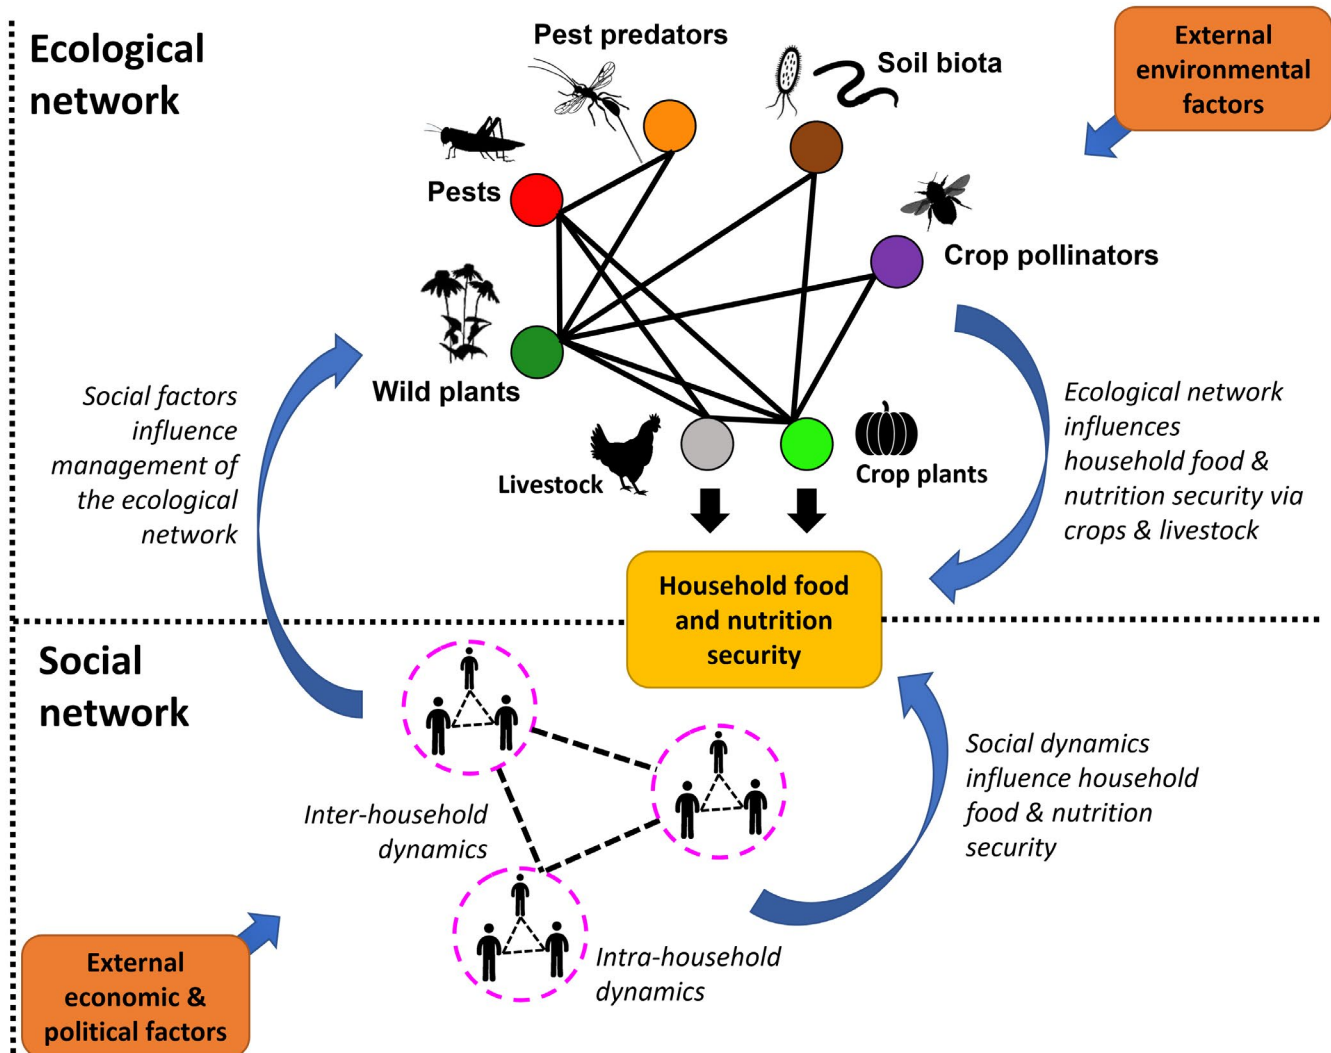 Ecological
network
Pest predators
Soil biota
External
environmental
factors
Pests
Crop pollinators
Wild plants
Social factors
influence
management of
the ecological
network
Livestock
Crop plants
Ecological network
influences
household food &
nutrition security via
crops & livestock
Household food
and nutrition
security
Social
network
Inter-household
dynamics
Social dynamics
influence household
food & nutrition
security
Intra-household
dynamics
External
economic &
political factors